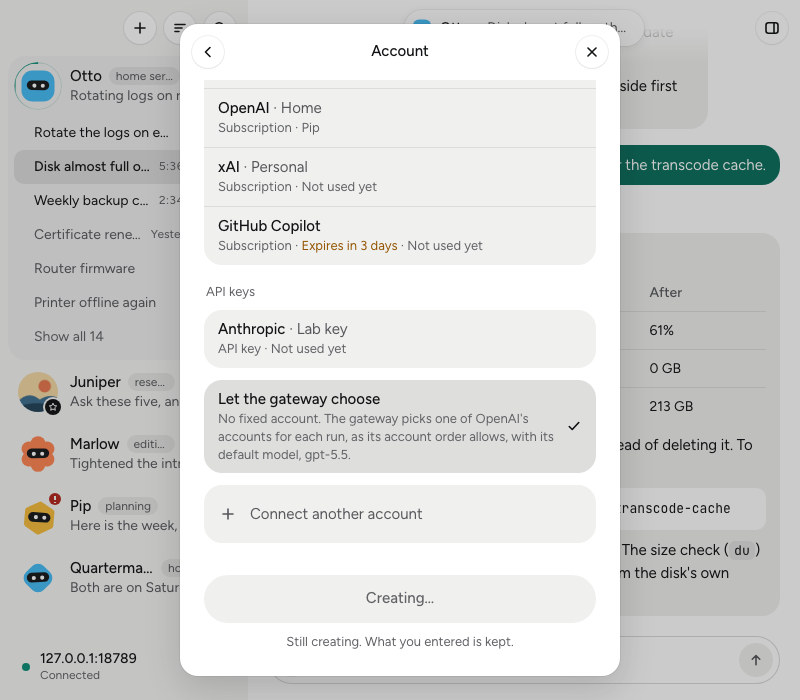 Otto
home ser...
Rotating logs on
Rotate the logs on e...
Disk almost full o...
5:36
Weekly backup c...
2:34
Certificate rene...
Yeste
Router firmware
Printer offline again
Show all 14
Juniper
rese...
Ask these five, an
Marlow
editi...
Tightened the intr
Pip
planning
Here is the week,
Quarterma...
ho
Both are on Satur
127.0.0.1:18789
Connected
Account
OpenAI · Home
Subscription · Pip
xAI · Personal
Subscription · Not used yet
GitHub Copilot
Subscription · Expires in 3 days · Not used yet
API keys
Anthropic · Lab key
API key · Not used yet
Let the gateway choose
No fixed account. The gateway picks one of OpenAI's
accounts for each run, as its account order allows, with its
default model, gpt-5.5.
Connect another account
Creating...
Still creating. What you entered is kept.
date
side first
the transcode cache.
After
61%
0 GB
213 GB
ead of deleting it. To
transcode-cache
The size check ( du )
m the disk's own